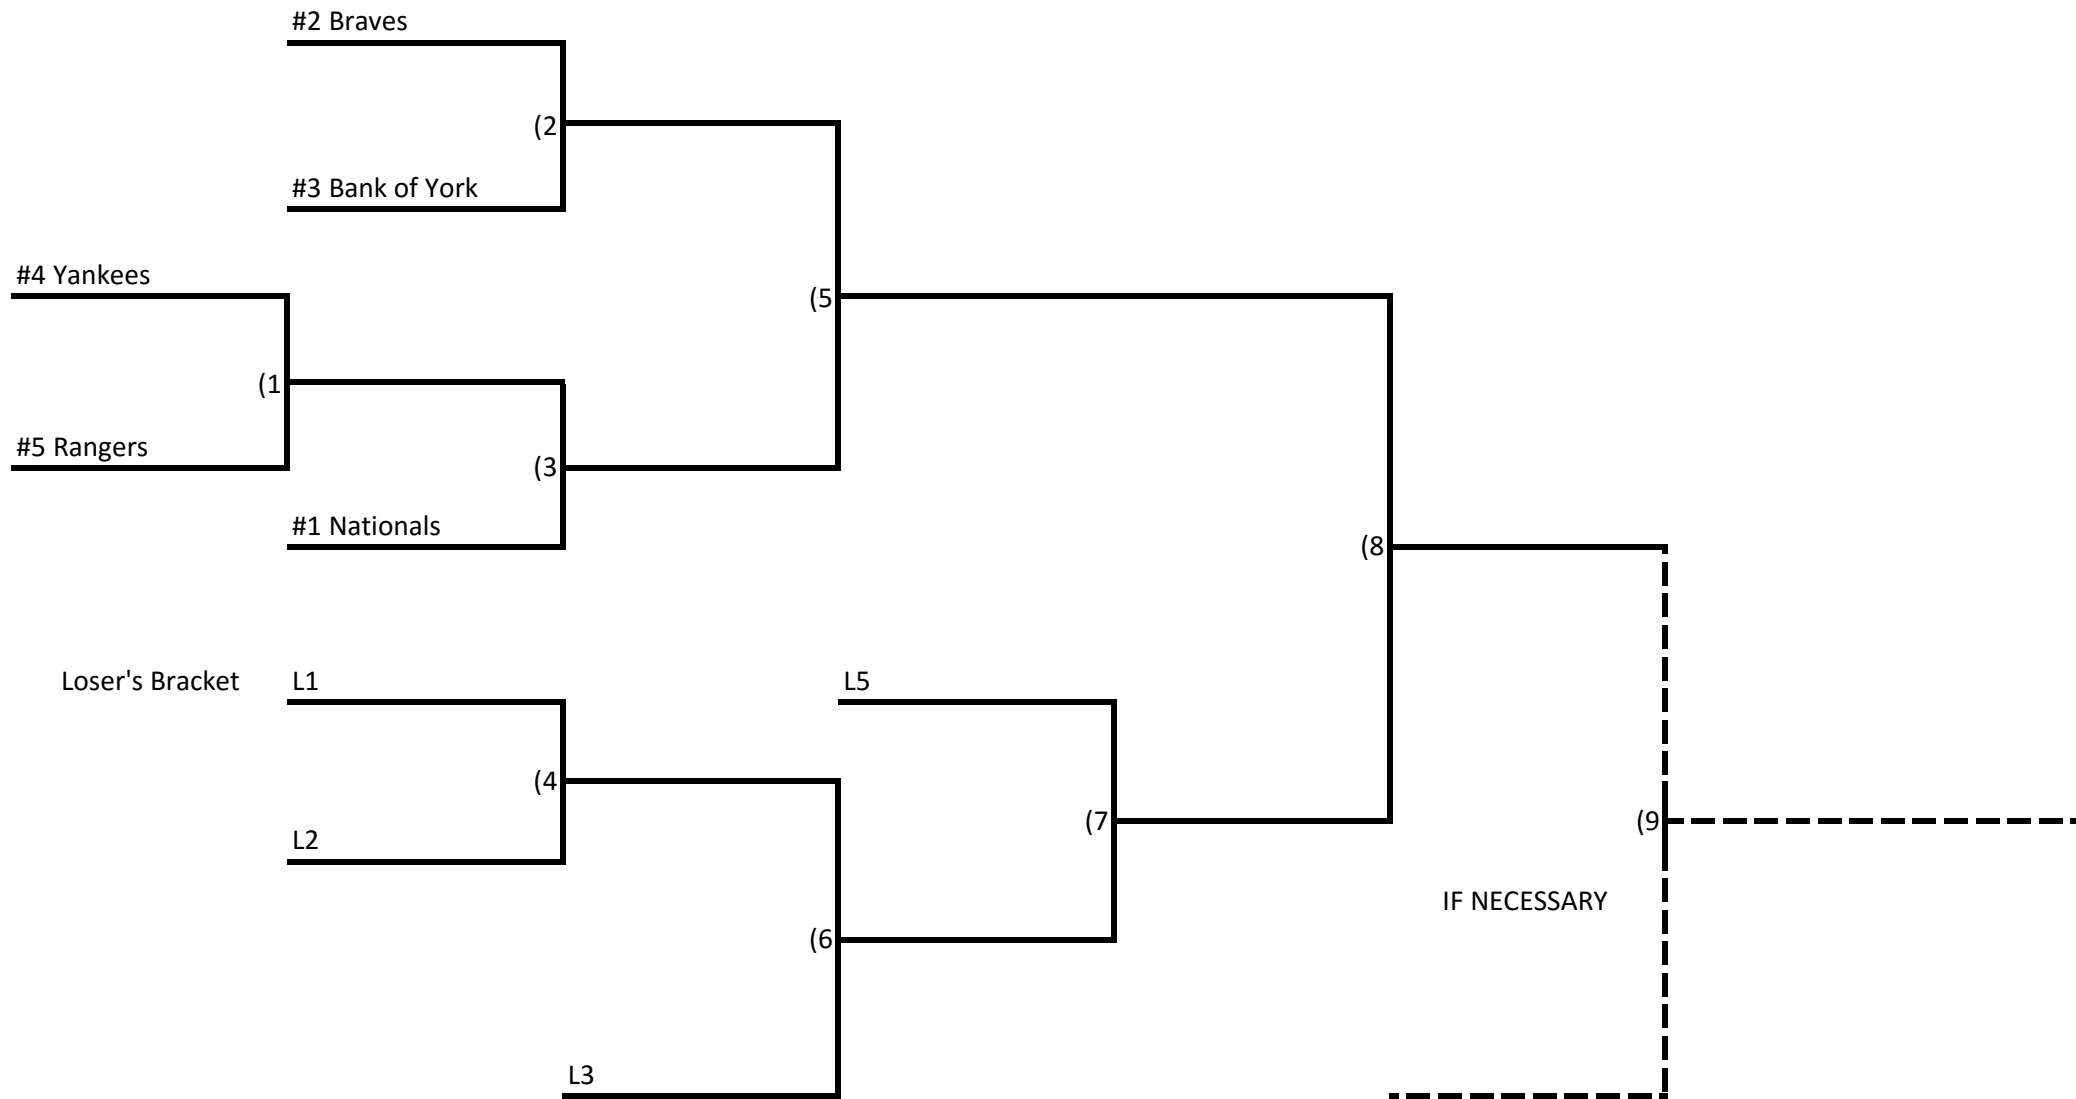 #2 Braves
(2
#3 Bank of York
#4 Yankees
(5
(1
#5 Rangers
(3
#1 Nationals
(8
Loser's Bracket
L1
L5
(4
(7
(9
L2
IF NECESSARY
(6
L3